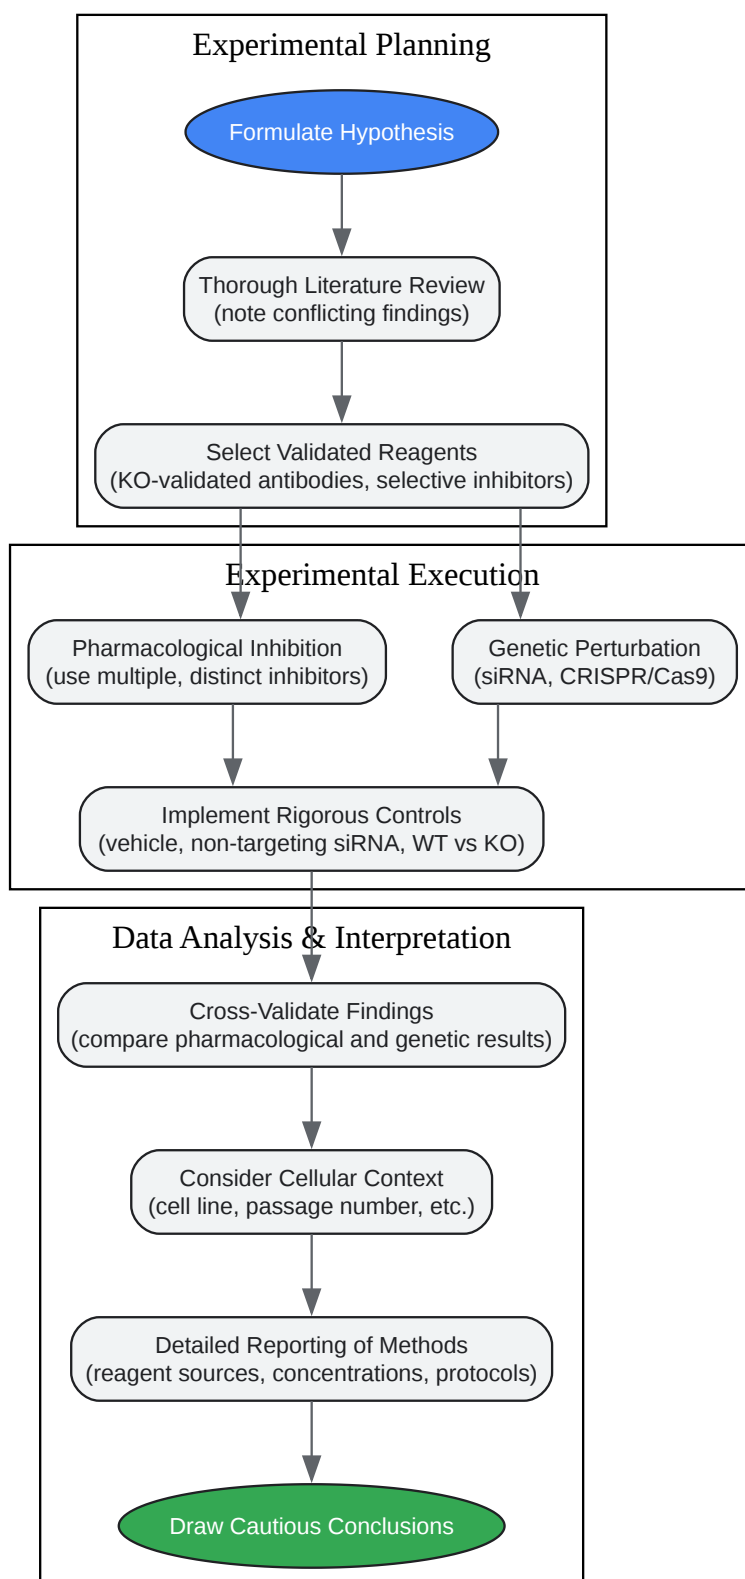 Experimental Planning
Formulate Hypothesis
Thorough Literature Review
(note conflicting findings)
Select Validated Reagents
(KO-validated antibodies, selective inhibitors)
Experimental Execution
Pharmacological Inhibition
(use multiple, distinct inhibitors)
Genetic Perturbation
(siRNA, CRISPR/Cas9)
Implement Rigorous Controls
(vehicle, non-targeting siRNA, WT vs KO)
Data Analysis & Interpretation
Cross-Validate Findings
(compare pharmacological and genetic results)
Consider Cellular Context
(cell line, passage number, etc.)
Detailed Reporting of Methods
(reagent sources, concentrations, protocols)
Draw Cautious Conclusions